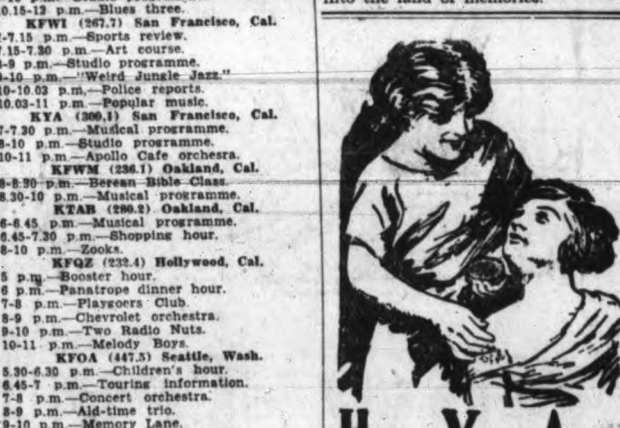 0.15-12 p.m.—Blues three.
KFWI (267.7) San Francisco, Cal.
-7.15 p.m.—Sports review.
7.15-7.30 p.m.—Art course.
-9 p.m.—Studio programme.
9-10 p.m.—"Weird Jungle Jazz."
10-10.03 p.m.—Police reports.
10.03-11 p.m.—Popular music.
KYA (309.1) San Francisco, Cal.
7-7.30 p.m.—Musical programme.
8-10 p.m.—Studio programme.
10-11 p.m.—Apollo Cafe orchesra.
KFWM (236.1) Oakland, Cal.
8-8.30 p.m.—Berean Bible Class.
8.30-10 p.m.—Musical programme.
KTAB (280.2) Oakland, Cal.
6-6.45 p.m.—Musical programme.
6.45-7.30 p.m.—Shopping hour.
8-10 p.m.—Zooks.
KFQZ (232.4) Hollywood, Cal.
5 p.m.—Booster hour.
6 p.m.—Panatrope dinner hour.
7-8 p.m.—Playgoers Club.
8-9 p.m.—Chevrolet orchestra.
9-10 p.m.—Two Radio Nuts.
10-11 p.m.—Melody Boys.
KFOA (447.5) Seattle, Wash.
5.30-6.30 p.m.—Children's hour.
6.45-7 p.m.—Touring information.
7-8 p.m.—Concert orchestra.
8-9 p.m.—Ald-time trio.
9-10 p.m.—Memory Lane.
into the land of memories.